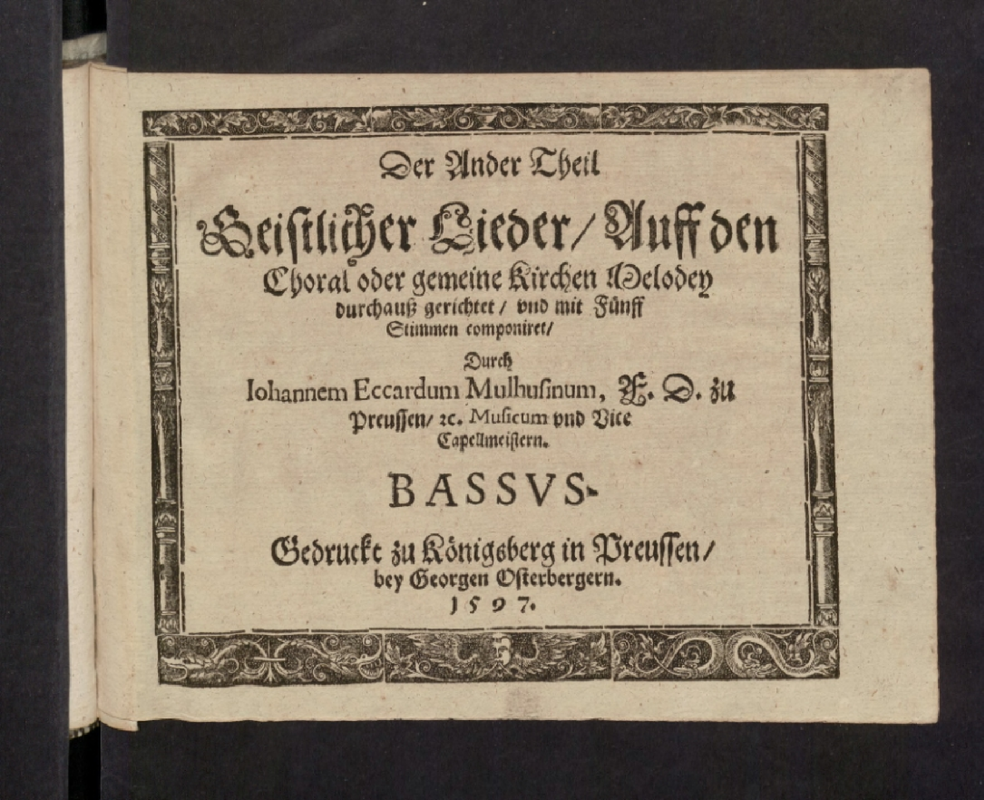 Der Ander Theil
Geistlicher Lieder/ Auff den
Choral oder gemeine Kirchen Melodey
durchauß gerichtet/ vnd mit Fünff
Stimmen componiret/
Durch
Iohannem Eccardum Mulhusinum, F. D. zu
Preussen/ ꝛc. Musicum vnd Vice
Capellmeistern.
BASSVS.
Gedruckt zu Königsberg in Preussen/
bey Georgen Osterbergern.
1597.